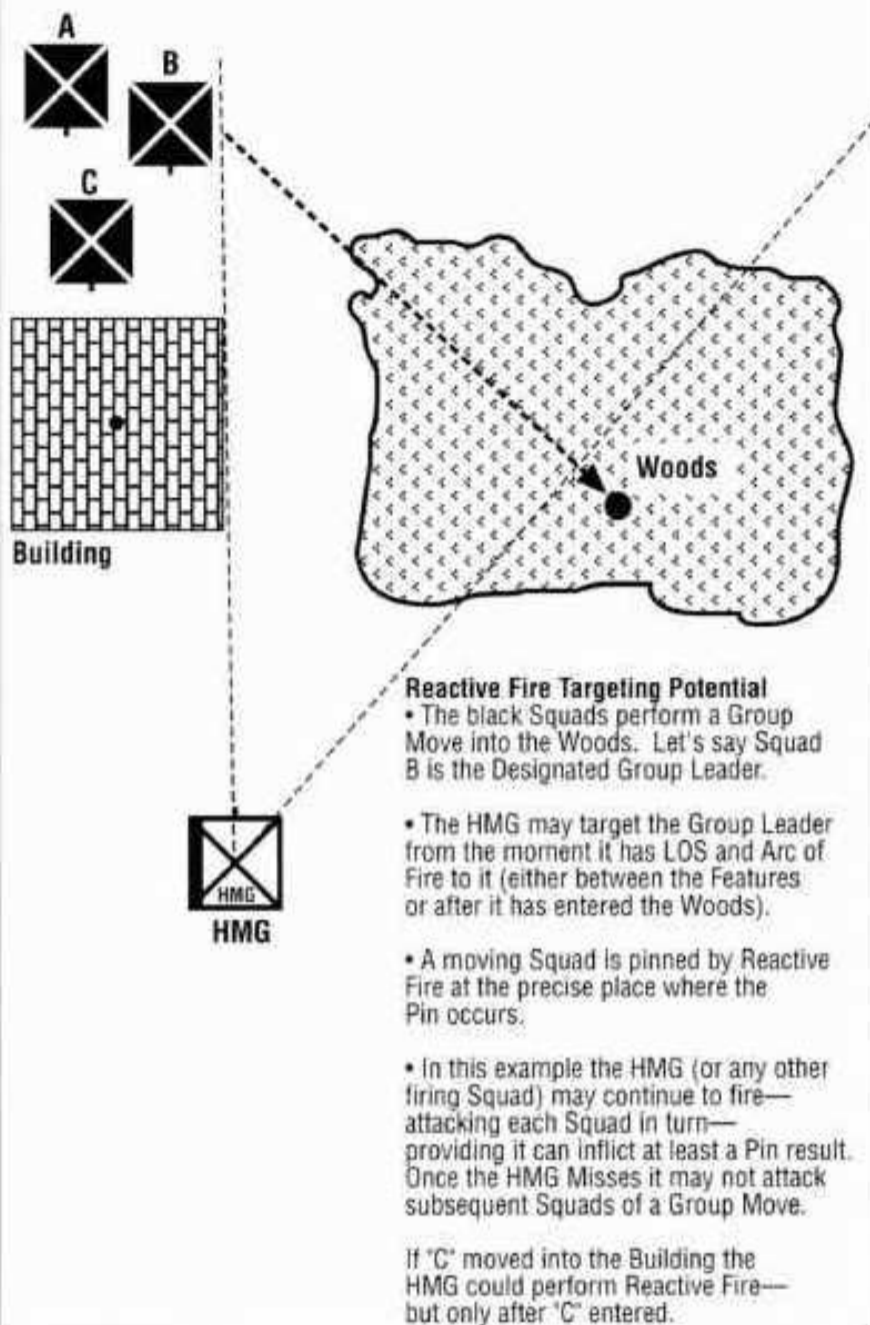 A
B
C
Woods
Building
HMG
HMG
Reactive Fire Targeting Potential
• The black Squads perform a Group
Move into the Woods. Let's say Squad
B is the Designated Group Leader.
• The HMG may target the Group Leader
from the moment it has LOS and Arc of
Fire to it (either between the Features
or after it has entered the Woods).
• A moving Squad is pinned by Reactive
Fire at the precise place where the
Pin occurs.
• In this example the HMG (or any other
firing Squad) may continue to fire—
attacking each Squad in turn—
providing it can inflict at least a Pin result.
Once the HMG Misses it may not attack
subsequent Squads of a Group Move.
If "C" moved into the Building the
HMG could perform Reactive Fire—
but only after "C" entered.